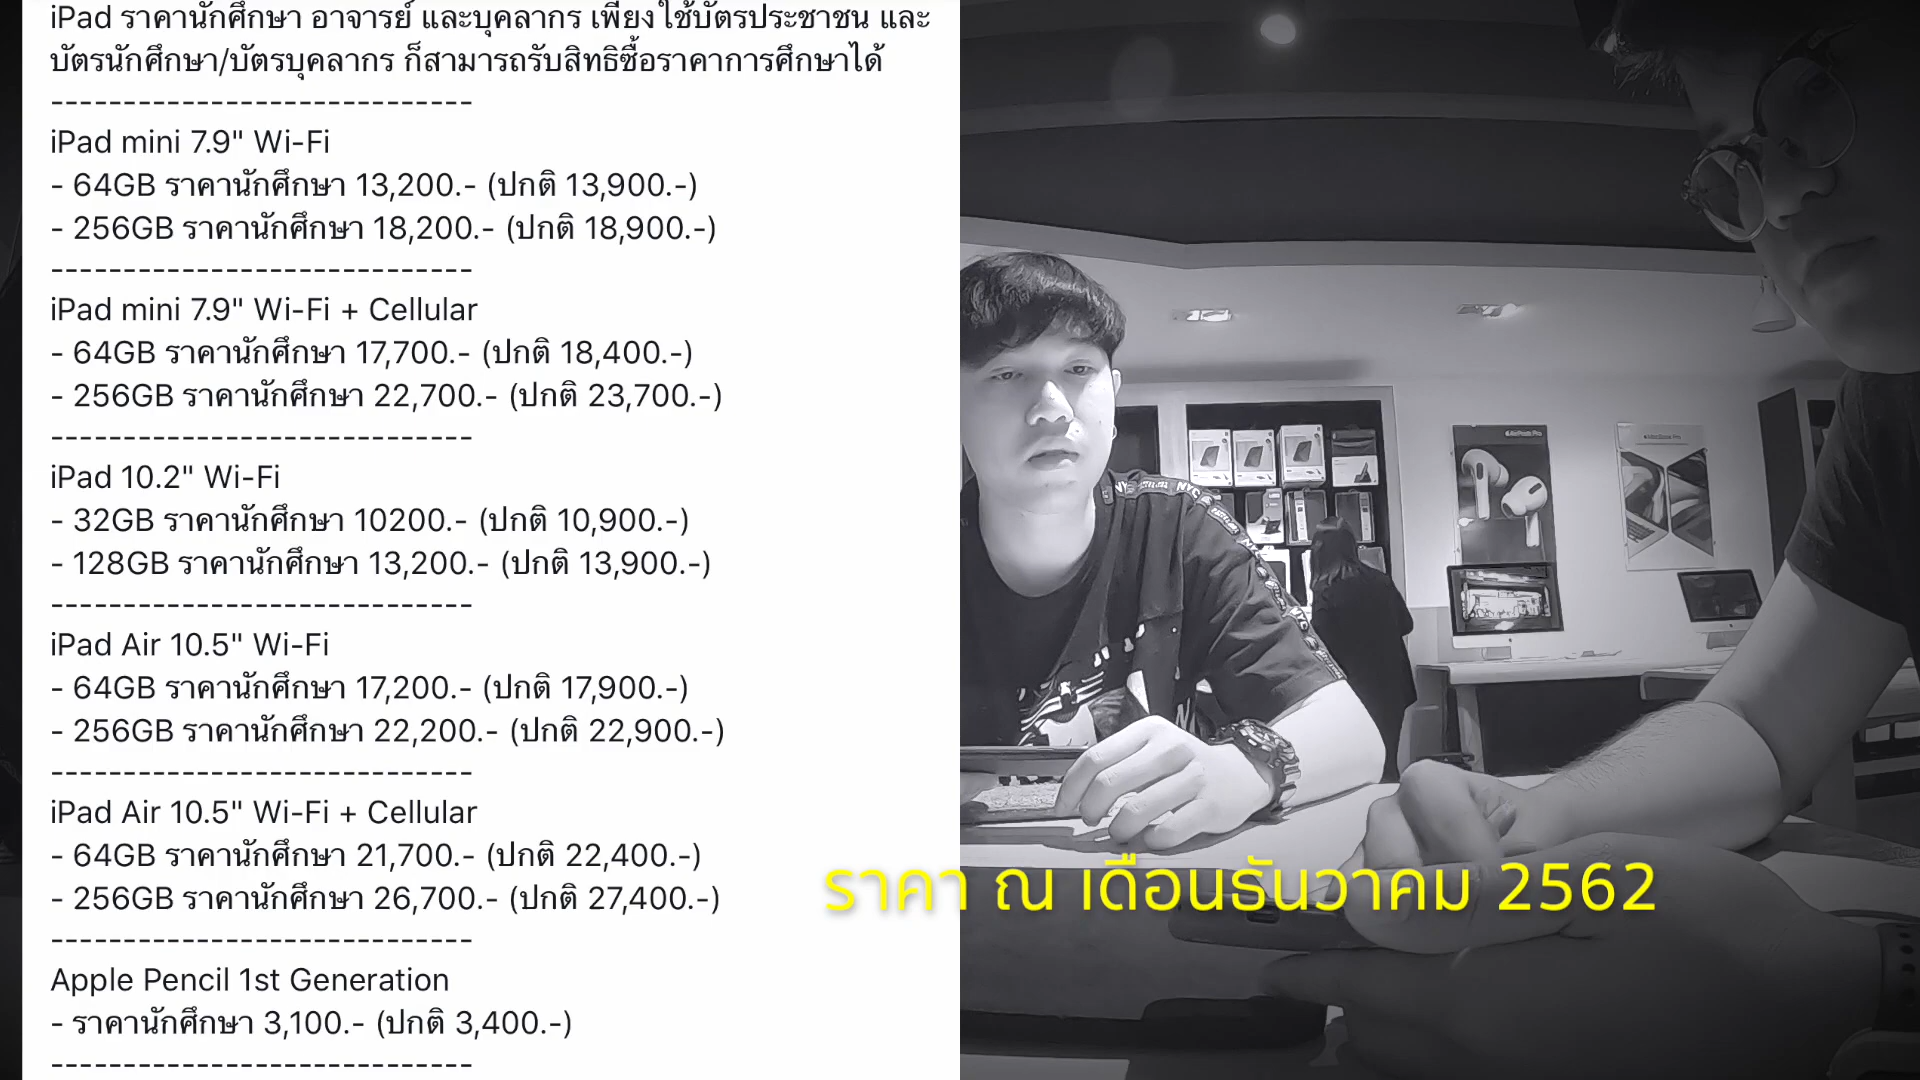 iPad ราคานักศึกษา อาจารย์ และบุคลากร เพียงใช้บัตรประชาชน และ
บัตรนักศึกษา/บัตรบุคลากร ก็สามารถรับสิทธิซื้อราคาการศึกษาได้
-----------------------------
iPad mini 7.9" Wi-Fi
- 64GB ราคานักศึกษา 13,200.- (ปกติ 13,900.-)
- 256GB ราคานักศึกษา 18,200.- (ปกติ 18,900.-)
-----------------------------
iPad mini 7.9" Wi-Fi + Cellular
- 64GB ราคานักศึกษา 17,700.- (ปกติ 18,400.-)
- 256GB ราคานักศึกษา 22,700.- (ปกติ 23,700.-)
-----------------------------
iPad 10.2" Wi-Fi
- 32GB ราคานักศึกษา 10200.- (ปกติ 10,900.-)
- 128GB ราคานักศึกษา 13,200.- (ปกติ 13,900.-)
-----------------------------
iPad Air 10.5" Wi-Fi
- 64GB ราคานักศึกษา 17,200.- (ปกติ 17,900.-)
- 256GB ราคานักศึกษา 22,200.- (ปกติ 22,900.-)
-----------------------------
iPad Air 10.5" Wi-Fi + Cellular
- 64GB ราคานักศึกษา 21,700.- (ปกติ 22,400.-)
- 256GB ราคานักศึกษา 26,700.- (ปกติ 27,400.-)
-----------------------------
Apple Pencil 1st Generation
- ราคานักศึกษา 3,100.- (ปกติ 3,400.-)
-----------------------------
ราคา ณ เดือนธันวาคม 2562
AirPods Pro
MacBook Pro
NYC